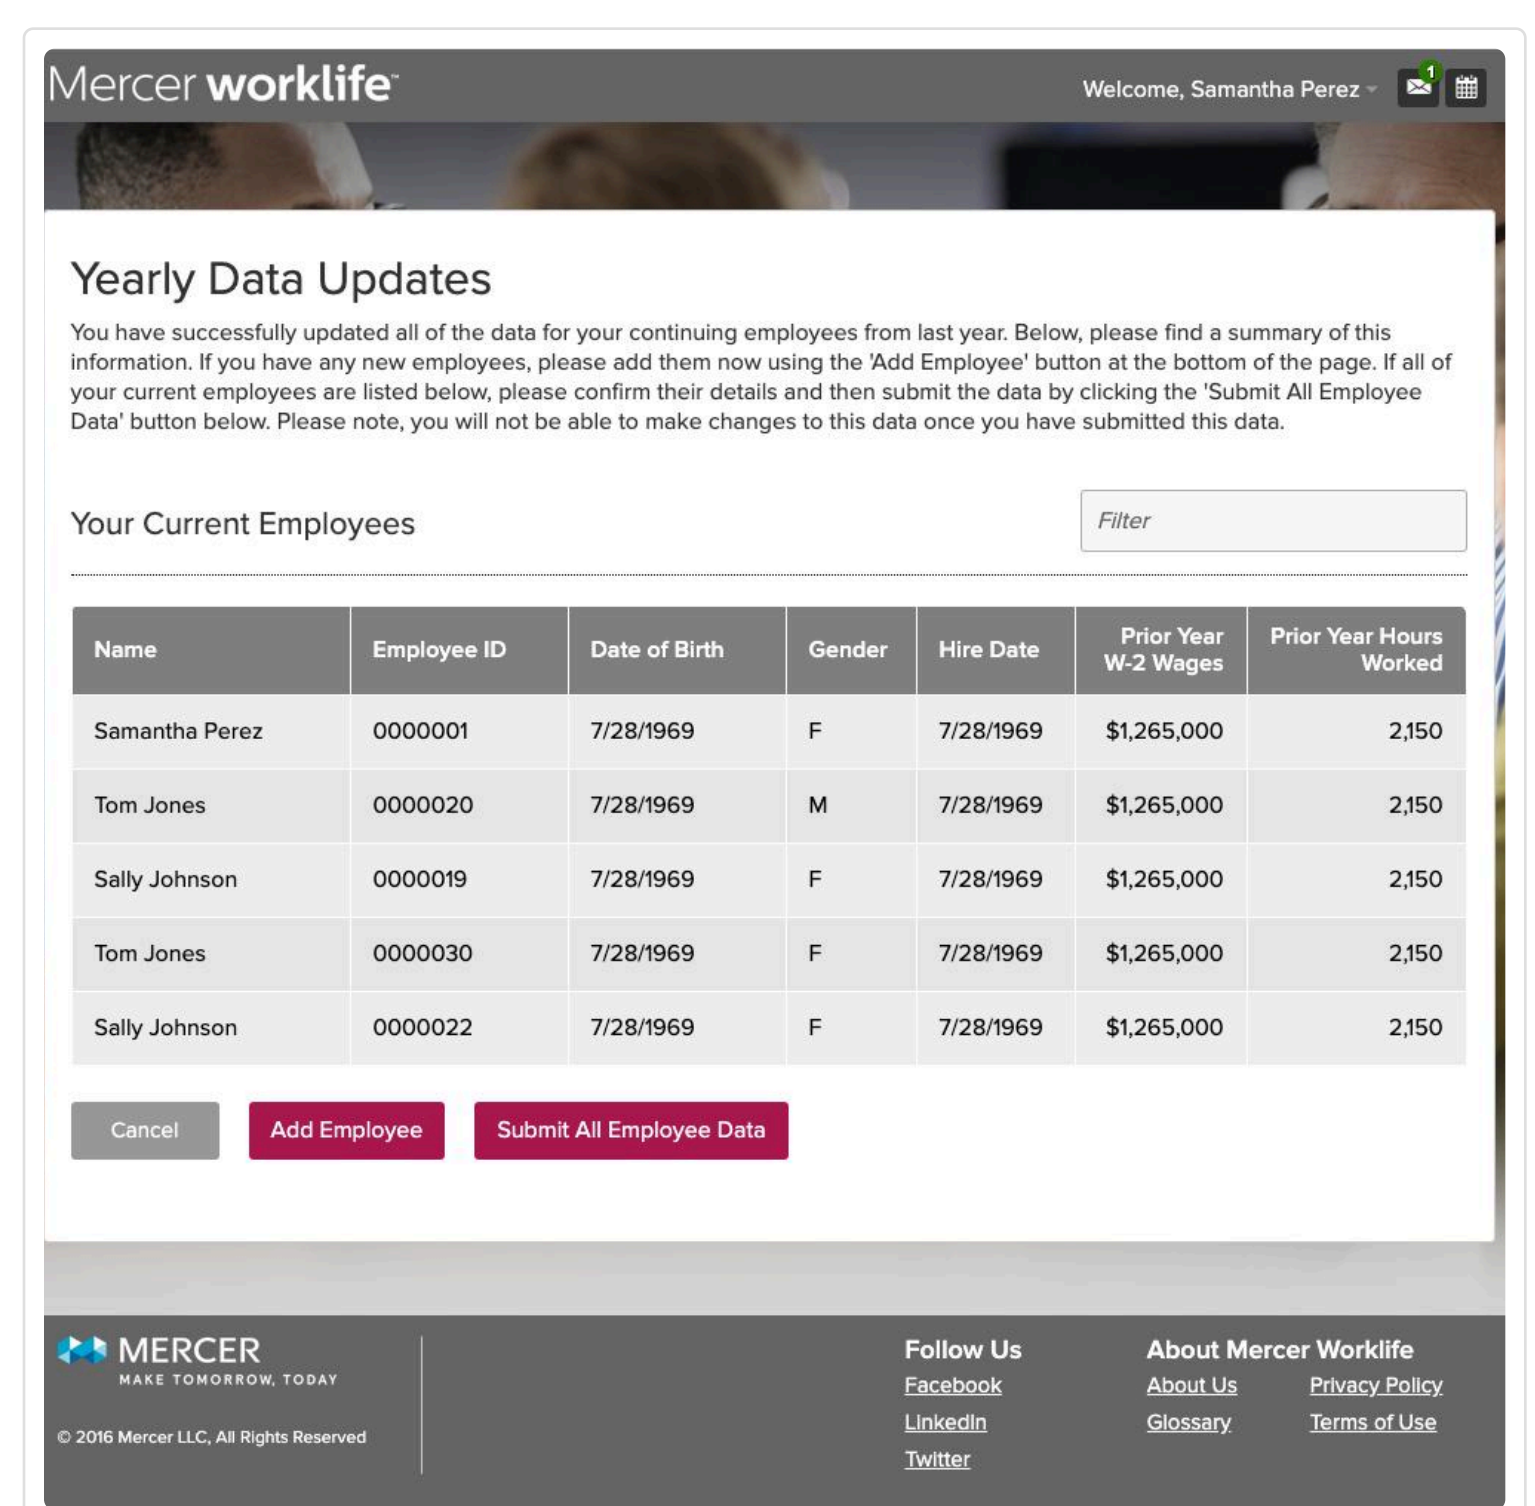 Mercer worklife™
Welcome, Samantha Perez
1
Yearly Data Updates
You have successfully updated all of the data for your continuing employees from last year. Below, please find a summary of this
information. If you have any new employees, please add them now using the 'Add Employee' button at the bottom of the page. If all of
your current employees are listed below, please confirm their details and then submit the data by clicking the 'Submit All Employee
Data' button below. Please note, you will not be able to make changes to this data once you have submitted this data.
Your Current Employees
Filter
Name Employee ID Date of Birth Gender Hire Date Prior Year W-2 Wages Prior Year Hours Worked
Samantha Perez 0000001 7/28/1969 F 7/28/1969 $1,265,000 2,150
Tom Jones 0000020 7/28/1969 M 7/28/1969 $1,265,000 2,150
Sally Johnson 0000019 7/28/1969 F 7/28/1969 $1,265,000 2,150
Tom Jones 0000030 7/28/1969 F 7/28/1969 $1,265,000 2,150
Sally Johnson 0000022 7/28/1969 F 7/28/1969 $1,265,000 2,150
Cancel Add Employee Submit All Employee Data
MERCER
MAKE TOMORROW, TODAY
© 2016 Mercer LLC, All Rights Reserved
Follow Us
Facebook
LinkedIn
Twitter
About Mercer Worklife
About Us Privacy Policy
Glossary Terms of Use